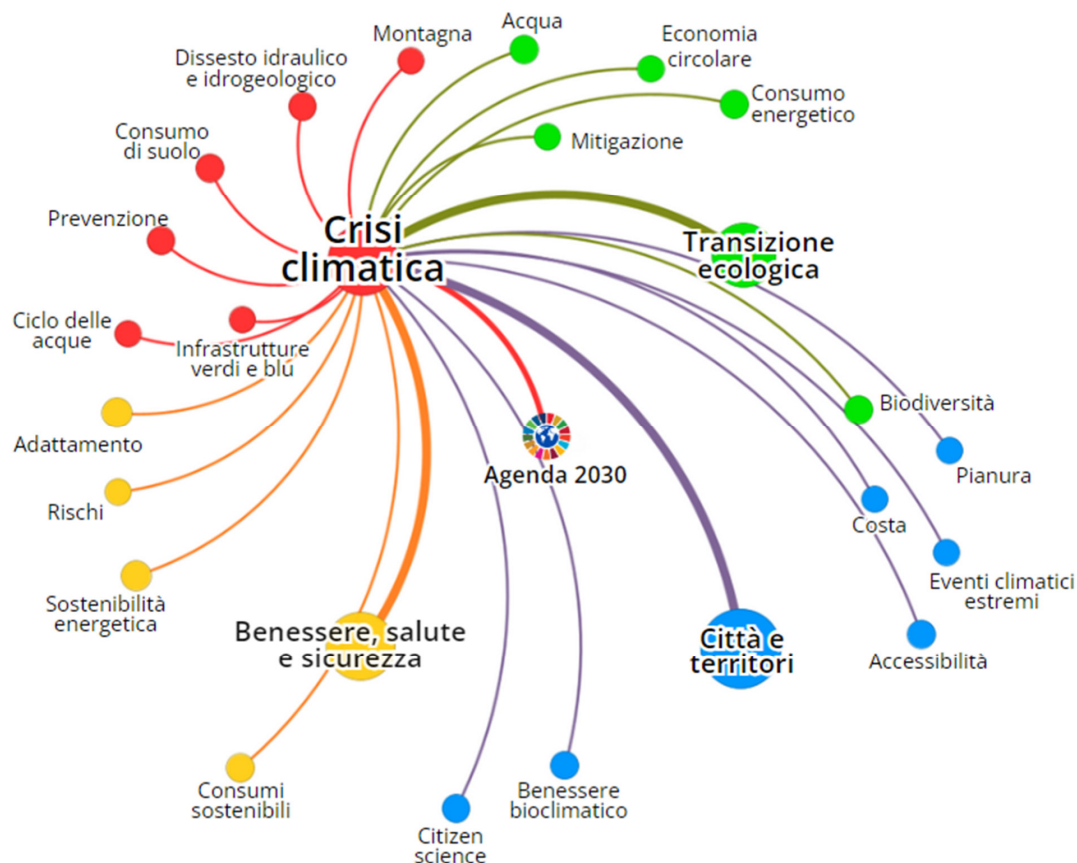 Montagna
Acqua
Economia
circolare
Dissesto idraulico
e idrogeologico
Consumo
energetico
Consumo
di suolo
Mitigazione
Prevenzione
Crisi
climatica
Transizione
ecologica
Ciclo delle
acque
Infrastrutture
verdi e blu
Biodiversità
Adattamento
Agenda 2030
Pianura
Rischi
Costa
Eventi climatici
estremi
Sostenibilità
energetica
Benessere, salute
e sicurezza
Città e
territori
Accessibilità
Consumi
sostenibili
Benessere
bioclimatico
Citizen
science